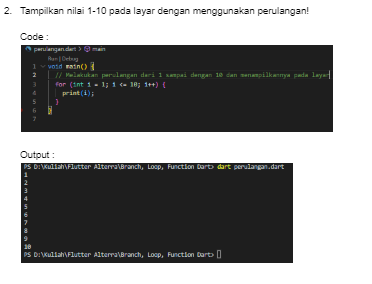 2. Tampilkan nilai 1-10 pada layar dengan menggunakan perulangan!
Code :
perulangan.dart > main
Run | Debug
1 void main() {
2 // Melakukan perulangan dari 1 sampai dengan 10 dan menampilkannya pada layar
3 for (int i = 1; i <= 10; i++) {
4 print(i);
5 }
6 }
7
Output :
PS D:\Kuliah\Flutter Alterra\Branch, Loop, Function Dart> dart perulangan.dart
1
2
3
4
5
6
7
8
9
10
PS D:\Kuliah\Flutter Alterra\Branch, Loop, Function Dart>